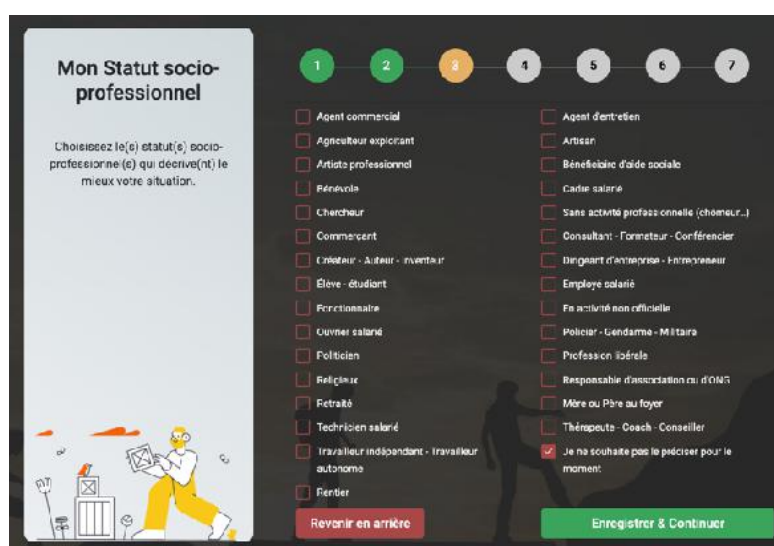 Mon Statut socio-
professionnel
Choisissez le(s) statut(s) socio-
professionnel(s) qui décrive(nt) le
mieux votre situation.
1 2 3 4 5 6 7
Agent commercial
Agriculteur exploitant
Artiste professionnel
Bénévole
Chercheur
Commerçant
Créateur - Auteur - Inventeur
Élève - étudiant
Fonctionnaire
Ouvrier salarié
Politicien
Religieux
Retraité
Technicien salarié
Travailleur indépendant - Travailleur
autonome
Rentier
Agent d'entretien
Artisan
Bénéficiaire d'aide sociale
Cadre salarié
Sans activité professionnelle (chômeur...)
Consultant - Formateur - Conférencier
Dirigeant d'entreprise - Entrepreneur
Employé salarié
En activité non officielle
Policier - Gendarme - Militaire
Profession libérale
Responsable d'association ou d'ONG
Mère ou Père au foyer
Thérapeute - Coach - Conseiller
Je ne souhaite pas le préciser pour le
moment
Revenir en arrière
Enregistrer & Continuer